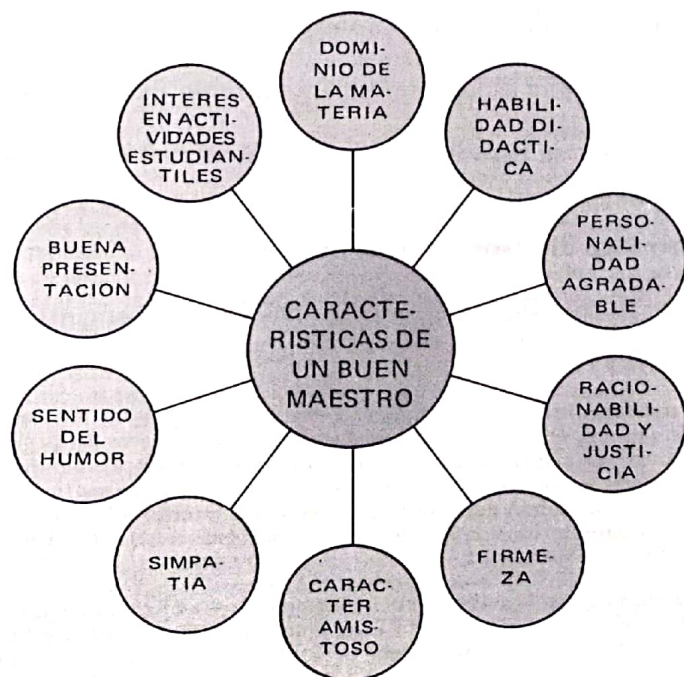 DOMI-
NIO DE
LA MA-
TERIA
HABILI-
DAD DI-
DACTI-
CA
PERSO-
NALI-
DAD
AGRADA-
BLE
RACIO-
NABILI-
DAD Y
JUSTI-
CIA
FIRME-
ZA
CARAC-
TER
AMIS-
TOSO
SIMPA-
TIA
SENTIDO
DEL
HUMOR
BUENA
PRESEN-
TACION
INTERES
EN ACTI-
VIDADES
ESTUDIAN-
TILES
CARACTE-
RISTICAS DE
UN BUEN
MAESTRO